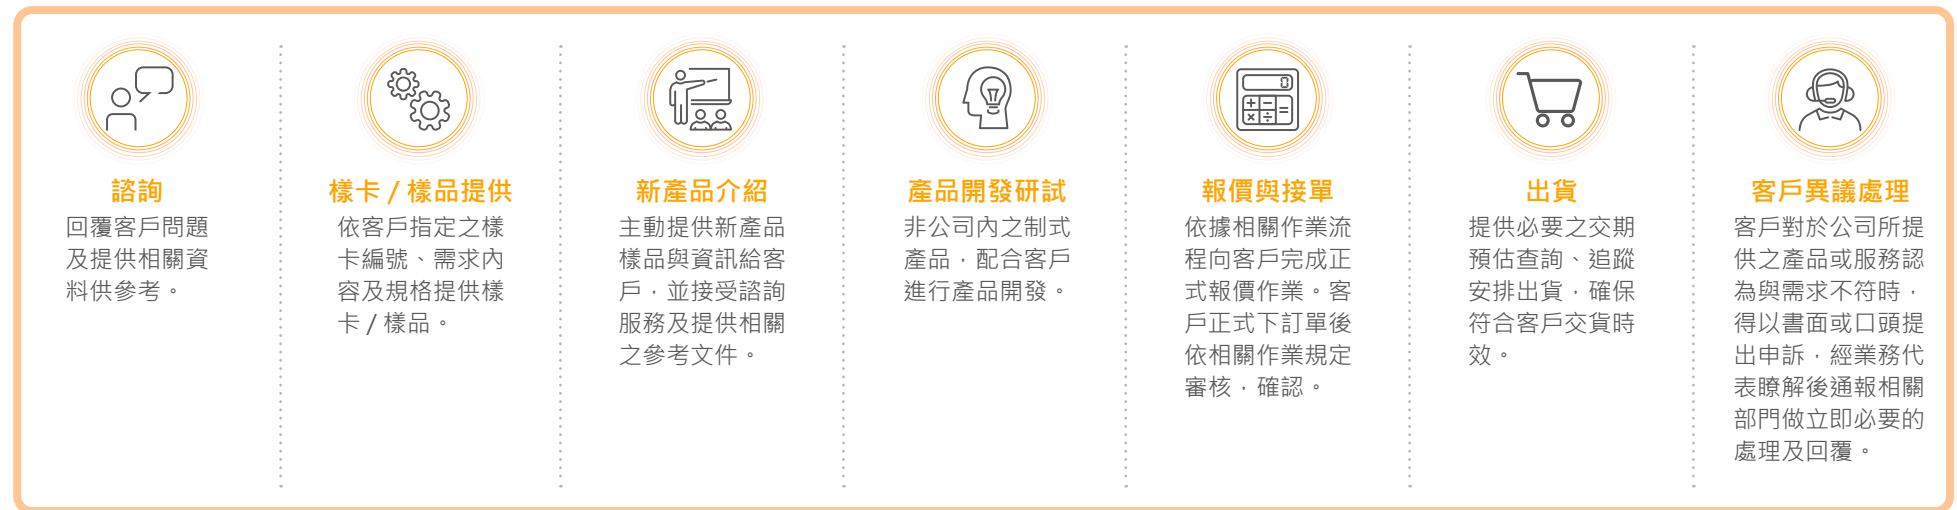 諮詢
回覆客戶問題
及提供相關資
料供參考。
樣卡 / 樣品提供
依客戶指定之樣
卡編號、需求內
容及規格提供樣
卡 / 樣品。
新產品介紹
主動提供新產品
樣品與資訊給客
戶，並接受諮詢
服務及提供相關
之參考文件。
產品開發研試
非公司內之制式
產品，配合客戶
進行產品開發。
0
報價與接單
依據相關作業流
程向客戶完成正
式報價作業。客
戶正式下訂單後
依相關作業規定
審核，確認。
出貨
提供必要之交期
預估查詢、追蹤
安排出貨，確保
符合客戶交貨時
效。
客戶異議處理
客戶對於公司所提
供之產品或服務認
為與需求不符時，
得以書面或口頭提
出申訴，經業務代
表瞭解後通報相關
部門做立即必要的
處理及回覆。